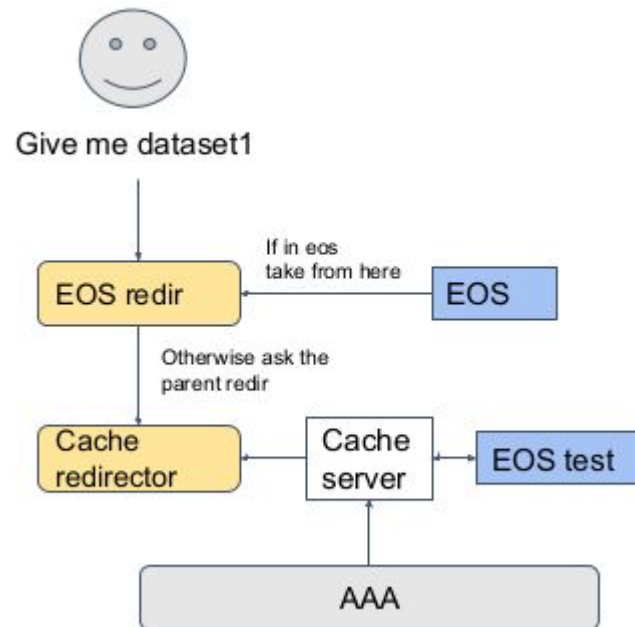 Give me dataset1
If in eos
take from here
EOS redir
EOS
Otherwise ask the
parent redir
Cache
redirector
Cache
server
EOS test
AAA